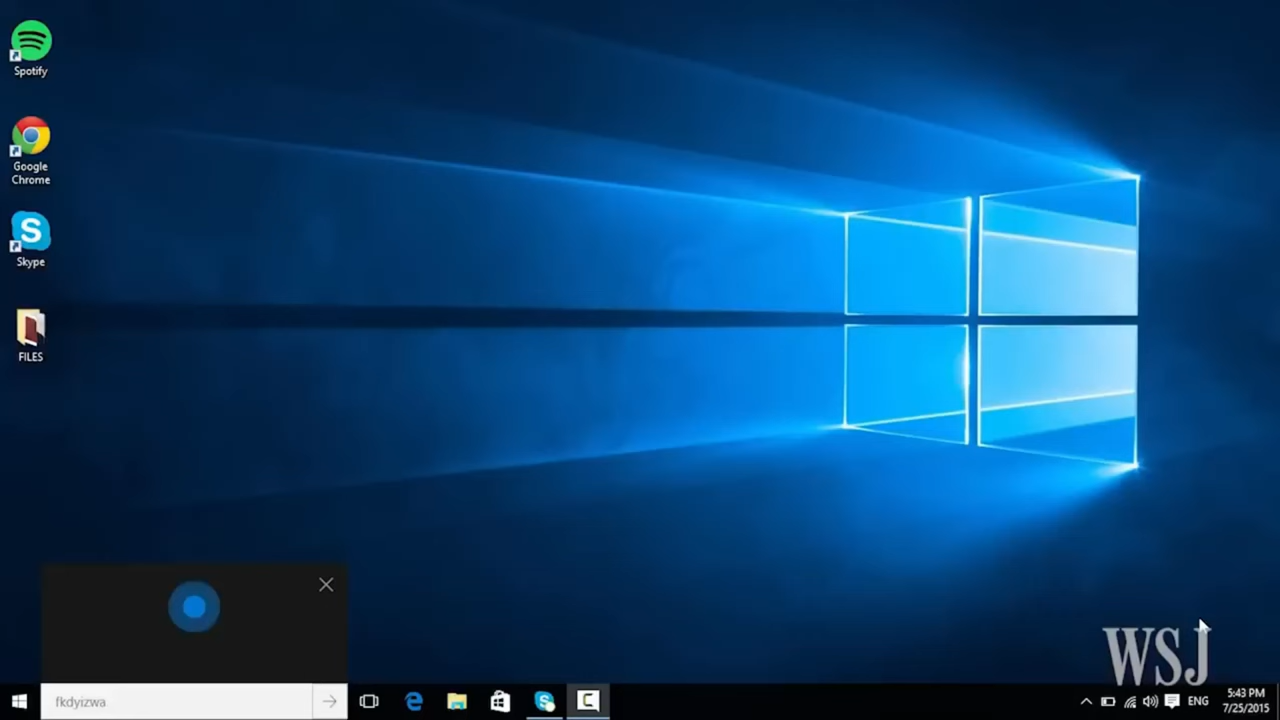 Spotify
Google
Chrome
Skype
FILES
WSJ
fkdyizwa
ENG
5:43 PM
7/25/2015